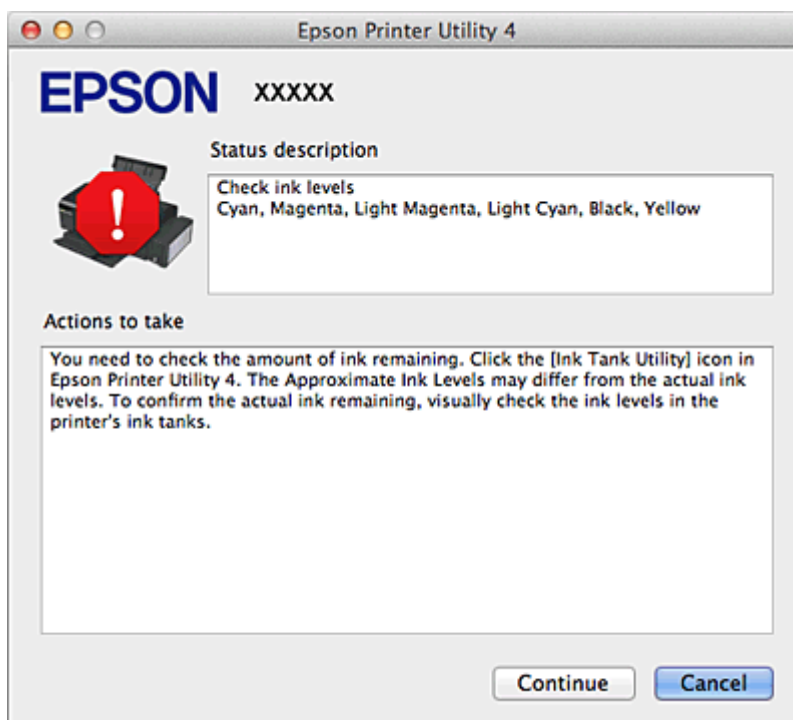 Epson Printer Utility 4
EPSON XXXXX
Status description
Check ink levels
Cyan, Magenta, Light Magenta, Light Cyan, Black, Yellow
Actions to take
You need to check the amount of ink remaining. Click the [Ink Tank Utility] icon in
Epson Printer Utility 4. The Approximate Ink Levels may differ from the actual ink
levels. To confirm the actual ink remaining, visually check the ink levels in the
printer's ink tanks.
Continue Cancel